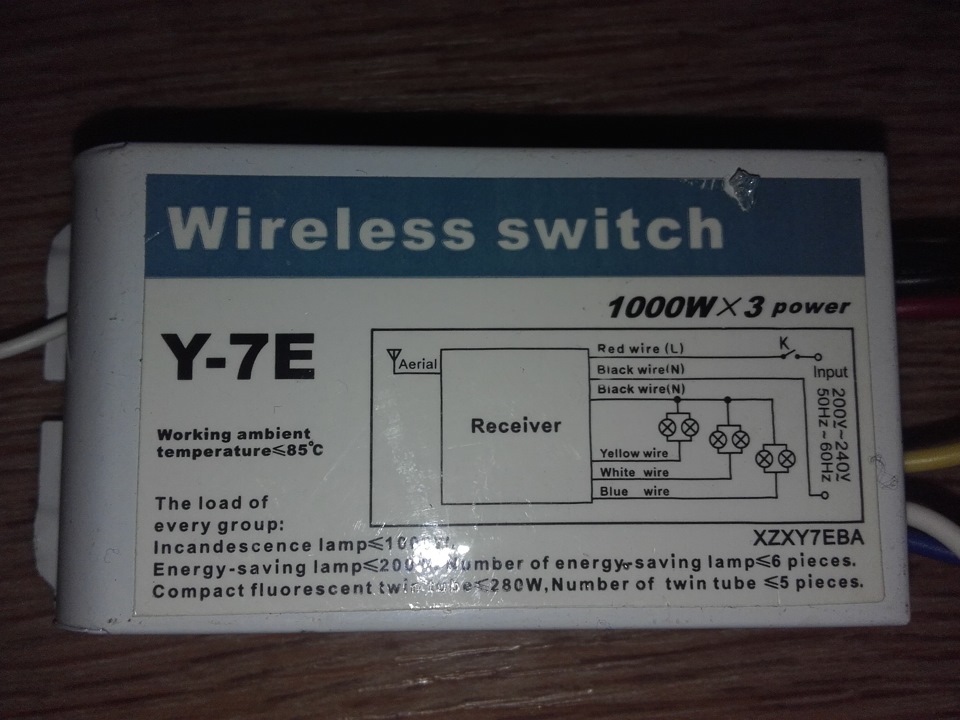 Wireless switch
1000W×3 power
Y-7E
Working ambient
temperature≤85℃
Aerial
Receiver
Red wire (L)
Black wire(N)
Black wire(N)
Yellow wire
White wire
Blue wire
K
Input
200V~240V
50Hz~60Hz
XZXY7EBA
The load of
every group:
Incandescence lamp
Energy-saving lamp≤200W, Number of energy-saving lamp≤6 pieces.
Compact fluorescent twin tube≤280W,Number of twin tube ≤5 pieces.